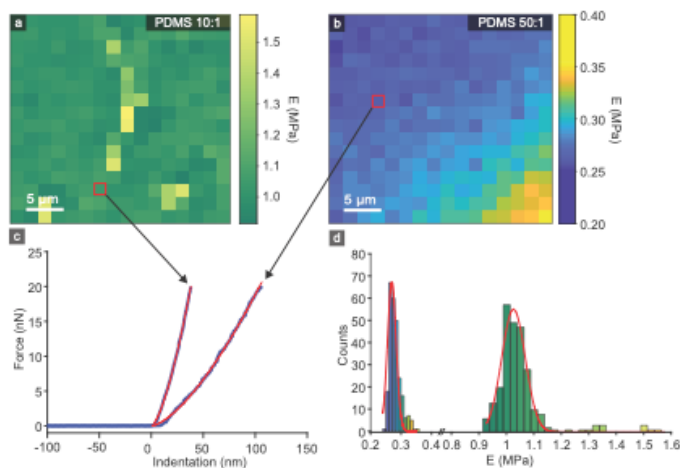 a
PDMS 10:1
5 µm
1.5
1.4
1.3
1.2
1.1
1.0
E (MPa)
b
PDMS 50:1
5 µm
0.40
0.35
0.30
0.25
0.20
E (MPa)
c
25
20
15
10
5
0
Force (nN)
-100 -50 0 50 100 150
Indentation (nm)
d
80
70
60
50
40
30
20
10
0
Counts
0.2 0.3 0.4 0.8 0.9 1 1.1 1.2 1.3 1.4 1.5 1.6
E (MPa)